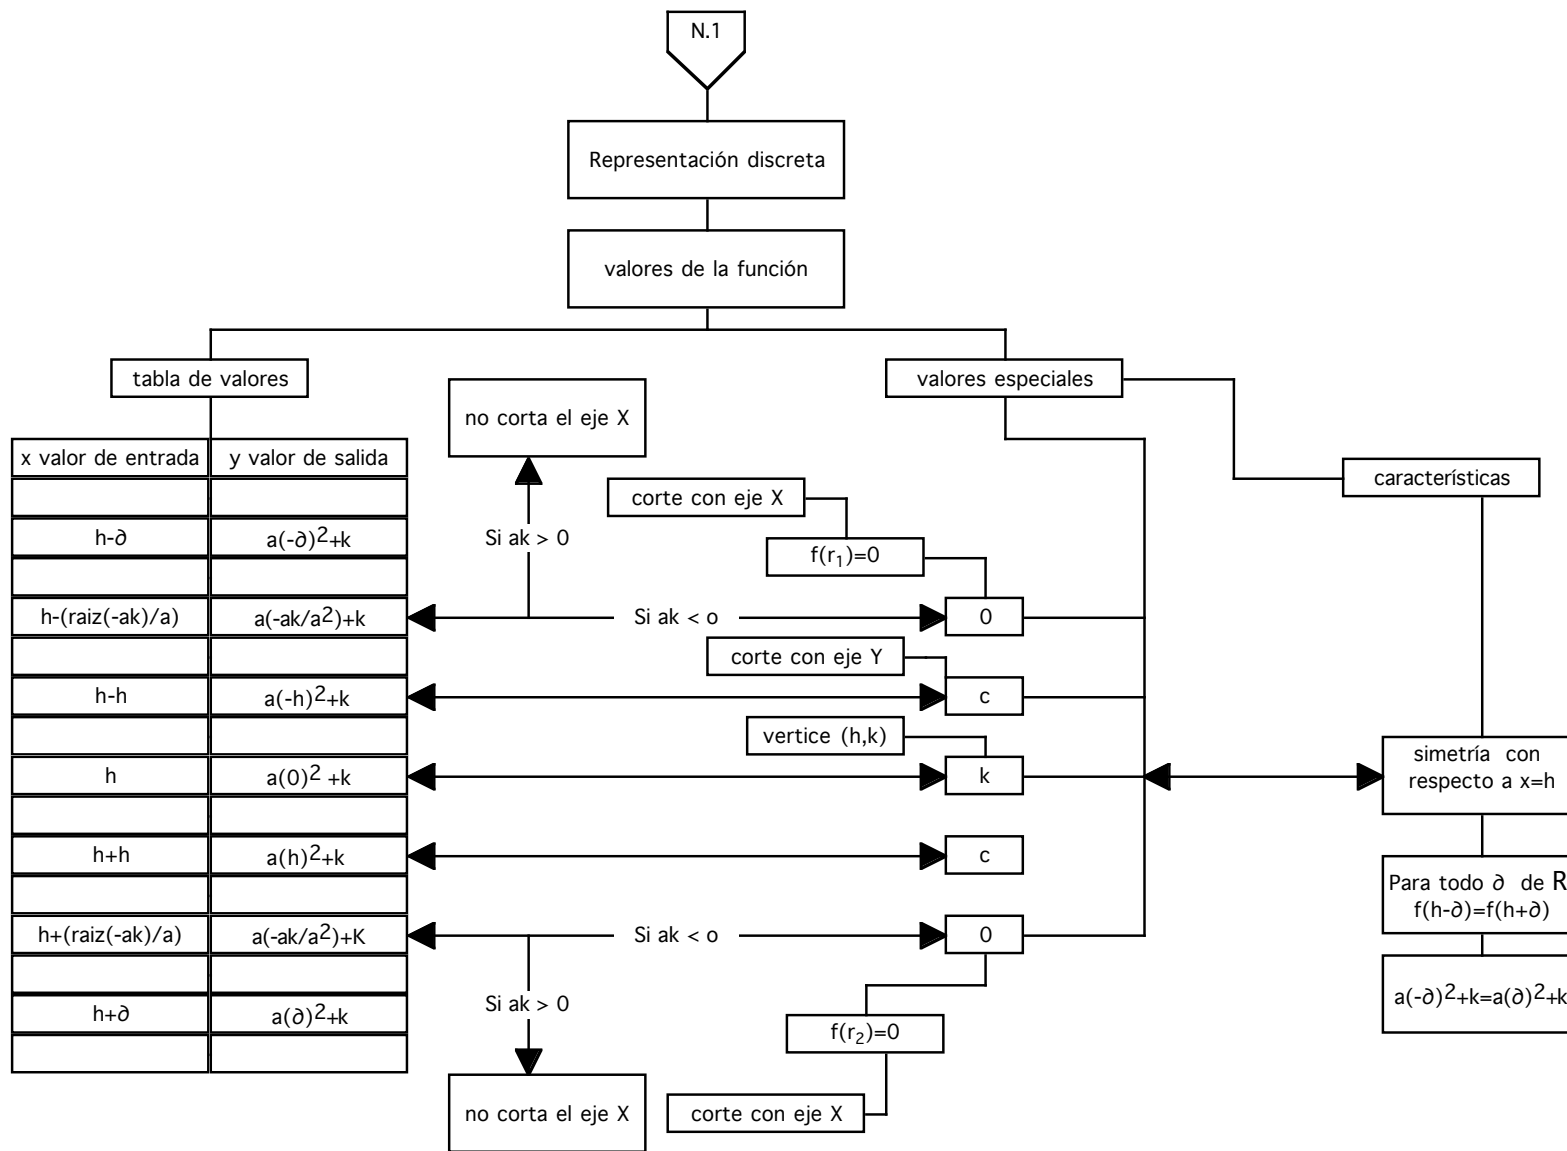 N.1
Representación discreta
valores de la función
tabla de valores
valores especiales
no corta el eje X
x valor de entrada y valor de salida
característícas
corte con eje X
h-∂ a(-∂)²+k
Si ak > 0
f(r₁)=0
h-(raiz(-ak)/a) a(-ak/a²)+k
Si ak < o
0
corte con eje Y
h-h a(-h)²+k
c
vertice (h,k)
h a(0)² +k
k
simetría con
respecto a x=h
h+h a(h)²+k
c
Para todo ∂ de R
f(h-∂)=f(h+∂)
h+(raiz(-ak)/a) a(-ak/a²)+K
Si ak < o
0
a(-∂)²+k=a(∂)²+k
Si ak > 0
h+∂ a(∂)²+k
f(r₂)=0
no corta el eje X
corte con eje X